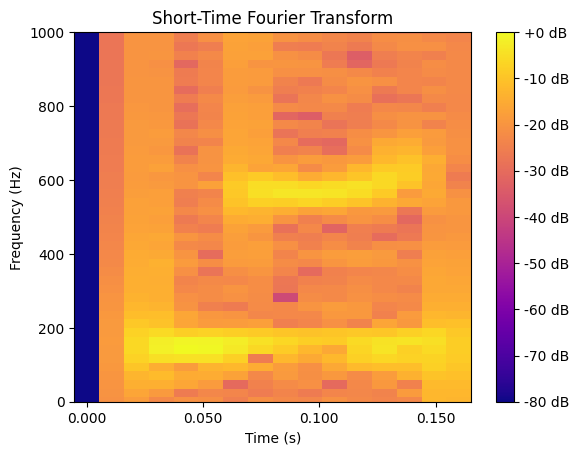 Short-Time Fourier Transform
1000
800
600
400
200
0
Frequency (Hz)
0.000
0.050
0.100
0.150
Time (s)
+0 dB
-10 dB
-20 dB
-30 dB
-40 dB
-50 dB
-60 dB
-70 dB
-80 dB